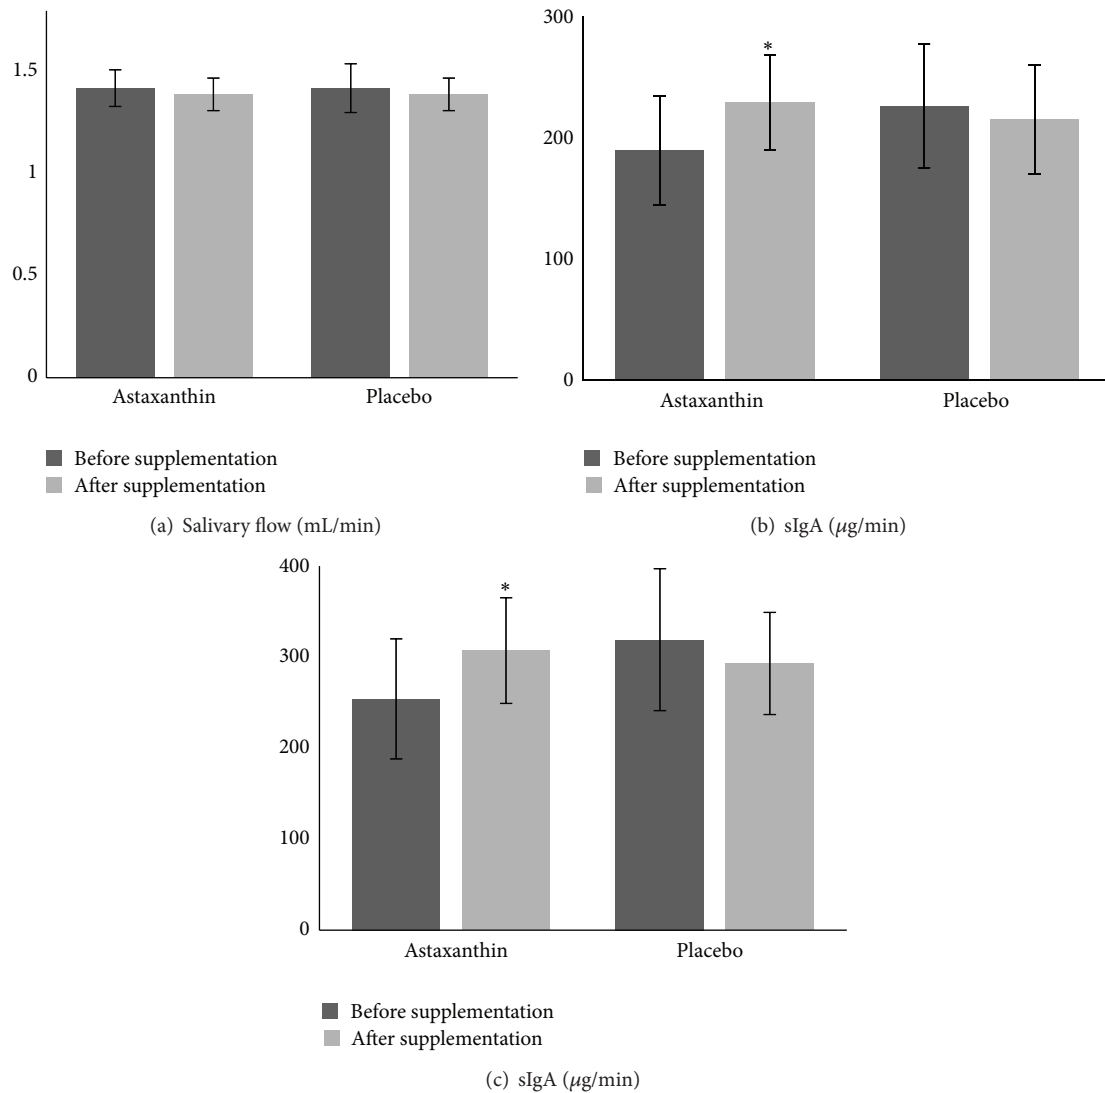 1.5
1
0.5
0
Astaxanthin
Placebo
Before supplementation
After supplementation
(a) Salivary flow (mL/min)
300
200
100
0
*
Astaxanthin
Placebo
Before supplementation
After supplementation
(b) sIgA (μg/min)
400
300
200
100
0
*
Astaxanthin
Placebo
Before supplementation
After supplementation
(c) sIgA (μg/min)